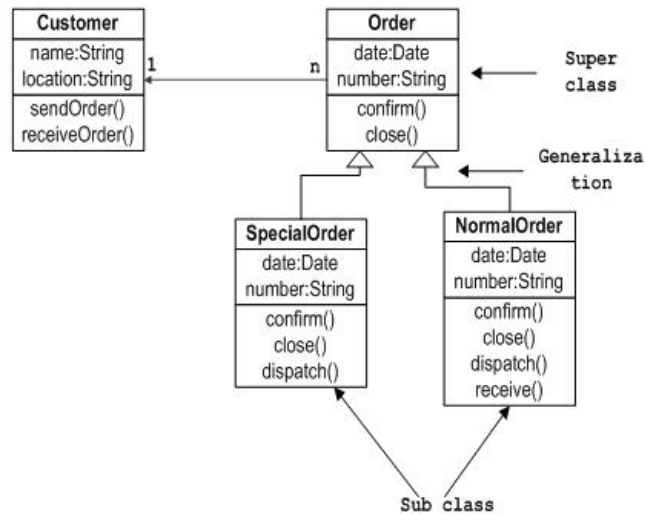 Customer
name:String
location:String
sendOrder()
receiveOrder()
1
n
Order
date:Date
number:String
confirm()
close()
Super
class
Generaliza
tion
SpecialOrder
date:Date
number:String
confirm()
close()
dispatch()
NormalOrder
date:Date
number:String
confirm()
close()
dispatch()
receive()
Sub class